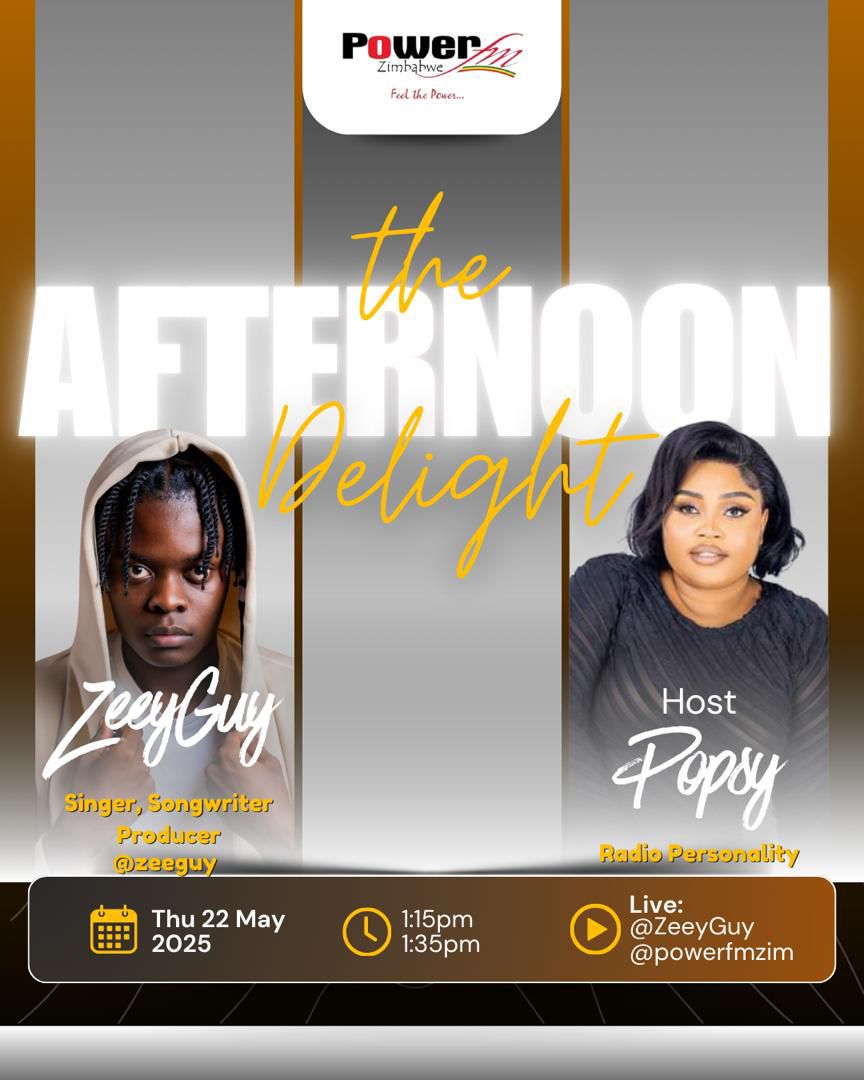 Power fm
Zimbabwe
Feel the Power...
the
AFTERNOON
Delight
ZeeyGuy
Singer, Songwriter
Producer
@zeeguy
Host
Popsy
Radio Personality
Thu 22 May
2025
1:15pm
1:35pm
Live:
@ZeeyGuy
@powerfmzim